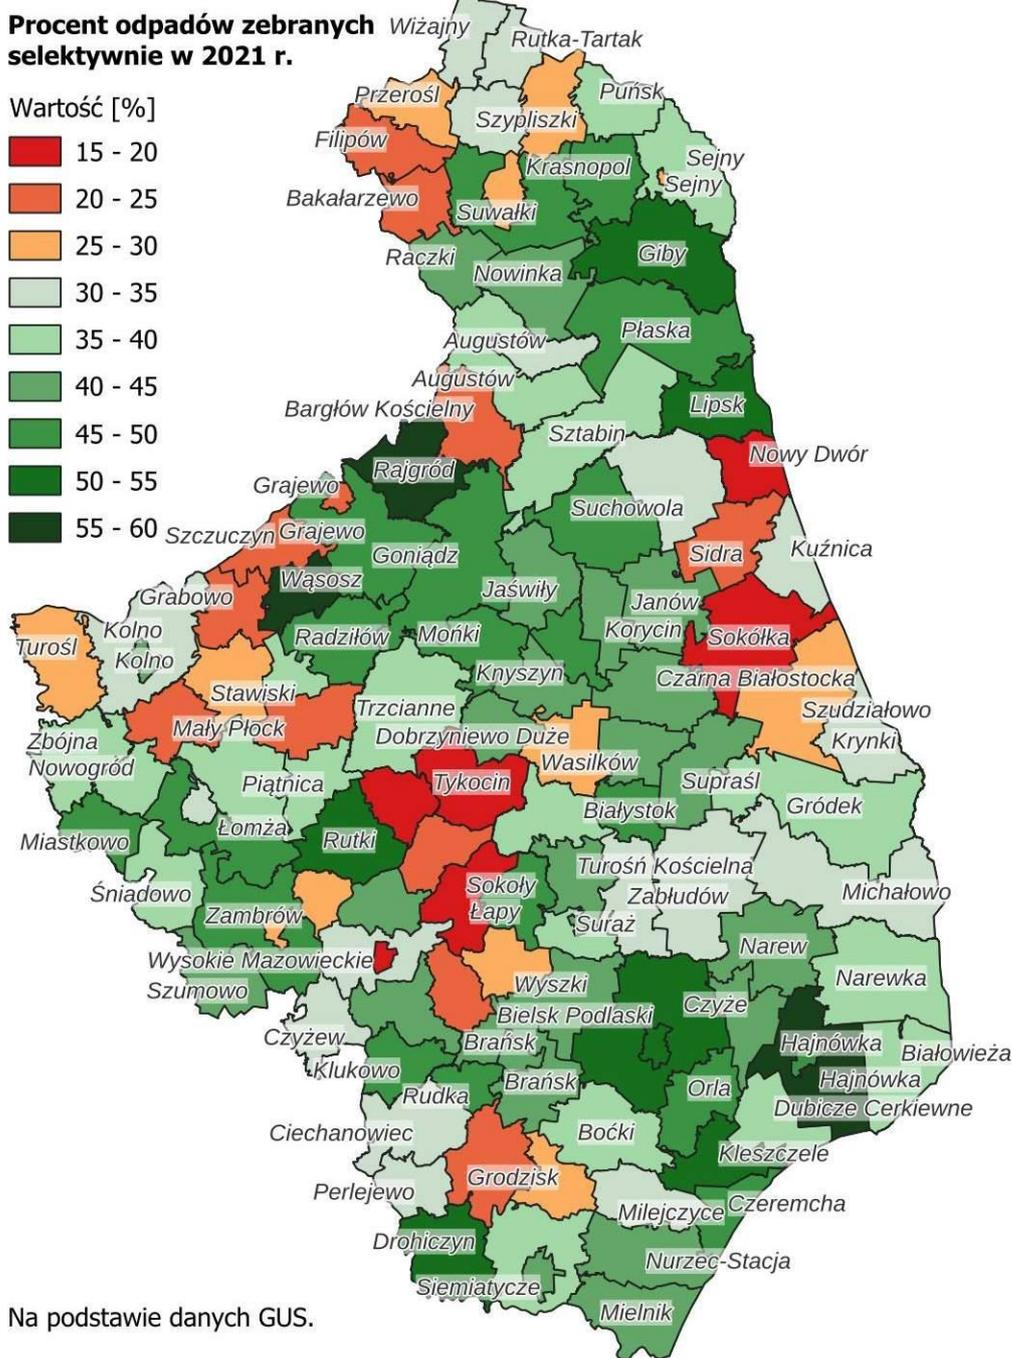 Procent odpadów zebranych
selektywnie w 2021 r.
Wartość [%]
15 - 20
20 - 25
25 - 30
30 - 35
35 - 40
40 - 45
45 - 50
50 - 55
55 - 60
Wiżajny
Rutka-Tartak
Przerośl
Puńsk
Szypliszki
Filipów
Sejny
Krasnopol
Sejny
Bakałarzewo
Suwałki
Raczki
Giby
Nowinka
Płaska
Augustów
Augustów
Bargłów Kościelny
Lipsk
Sztabin
Nowy Dwór
Rajgród
Grajewo
Suchowola
Szczuczyn
Grajewo
Kuźnica
Goniądz
Sidra
Wąsosz
Jaświły
Grabowo
Janów
Kolno
Korycin
Radziłów
Mońki
Sokółka
Turośl
Kolno
Knyszyn
Czarna Białostocka
Stawiski
Trzcianne
Szudziałowo
Mały Płock
Dobrzyniewo Duże
Krynki
Zbójna
Wasilków
Nowogród
Piątnica
Tykocin
Supraśl
Białystok
Gródek
Łomża
Miastkowo
Rutki
Turośń Kościelna
Sokoły
Śniadowo
Zabłudów
Michałowo
Łapy
Zambrów
Suraż
Narew
Wysokie Mazowieckie
Narewka
Wyszki
Szumowo
Czyże
Bielsk Podlaski
Czyżew
Brańsk
Hajnówka
Białowieża
Klukowo
Brańsk
Hajnówka
Rudka
Orla
Dubicze Cerkiewne
Ciechanowiec
Boćki
Kleszczele
Grodzisk
Perlejewo
Czeremcha
Milejczyce
Drohiczyn
Nurzec-Stacja
Siemiatycze
Mielnik
Na podstawie danych GUS.